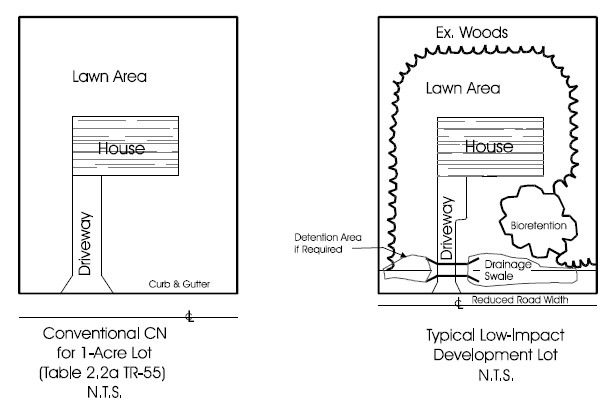 Lawn Area
House
Driveway
Curb & Gutter
℄
Conventional CN
for 1-Acre Lot
(Table 2.2a TR-55)
N.T.S.
Ex. Woods
Lawn Area
House
Driveway
Bioretention
Detention Area
if Required
Drainage
Swale
℄ Reduced Road Width
Typical Low-Impact
Development Lot
N.T.S.